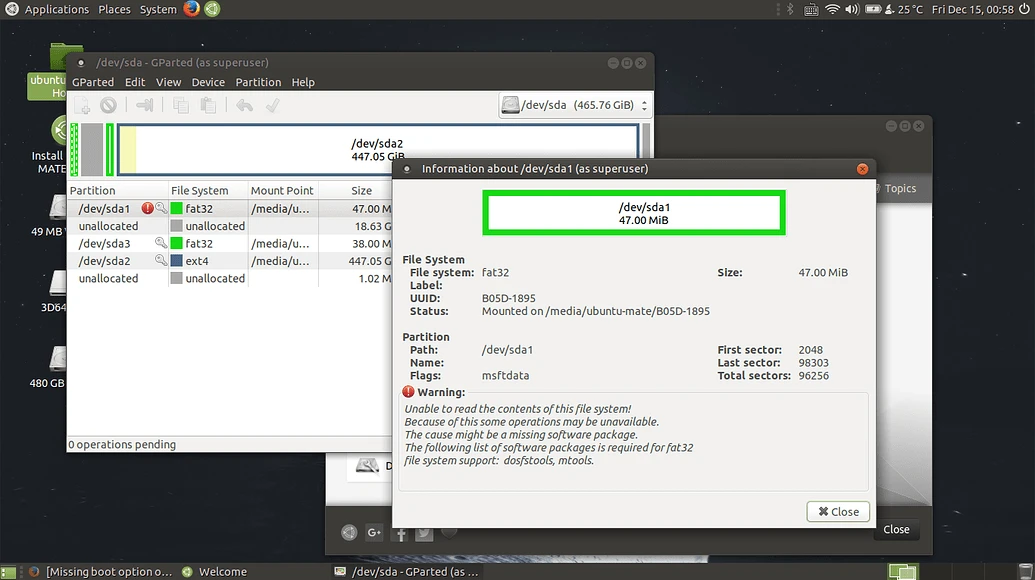 Applications Places System 25 °C Fri Dec 15, 00:58
ubuntu
Ho
Install
MATE
49 MB
3D64
480 GB
/dev/sda - GParted (as superuser)
GParted Edit View Device Partition Help
/dev/sda (465.76 GiB)
/dev/sda2
447.05 GiB
Partition File System Mount Point Size
/dev/sda1 fat32 /media/u... 47.00 M
unallocated unallocated 18.63 G
/dev/sda3 fat32 /media/u... 38.00 M
/dev/sda2 ext4 /media/u... 447.05 G
unallocated unallocated 1.02 M
0 operations pending
Topics
D
G+
Close
Information about /dev/sda1 (as superuser)
/dev/sda1
47.00 MiB
File System
File system: fat32 Size: 47.00 MiB
Label:
UUID: B05D-1895
Status: Mounted on /media/ubuntu-mate/B05D-1895
Partition
Path: /dev/sda1 First sector: 2048
Name: Last sector: 98303
Flags: msftdata Total sectors: 96256
Warning:
Unable to read the contents of this file system!
Because of this some operations may be unavailable.
The cause might be a missing software package.
The following list of software packages is required for fat32
file system support: dosfstools, mtools.
Close
[Missing boot option o... Welcome /dev/sda - GParted (as ...